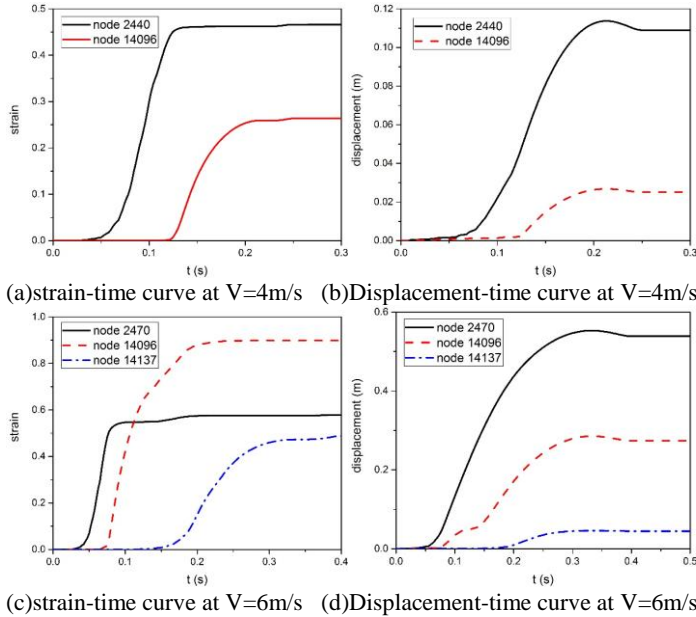 0.5
0.4
0.3
0.2
0.1
0.0
strain
node 2440
node 14096
0.0 0.1 0.2 0.3
t (s)
0.12
0.10
0.08
0.06
0.04
0.02
0.00
displacement (m)
node 2440
node 14096
0.0 0.1 0.2 0.3
t (s)
(a)strain-time curve at V=4m/s (b)Displacement-time curve at V=4m/s
1.0
0.8
0.6
0.4
0.2
0.0
strain
node 2470
node 14096
node 14137
0.0 0.1 0.2 0.3 0.4
t (s)
0.6
0.4
0.2
0.0
displacement (m)
node 2470
node 14096
node 14137
0.0 0.1 0.2 0.3 0.4 0.5
t (s)
(c)strain-time curve at V=6m/s (d)Displacement-time curve at V=6m/s